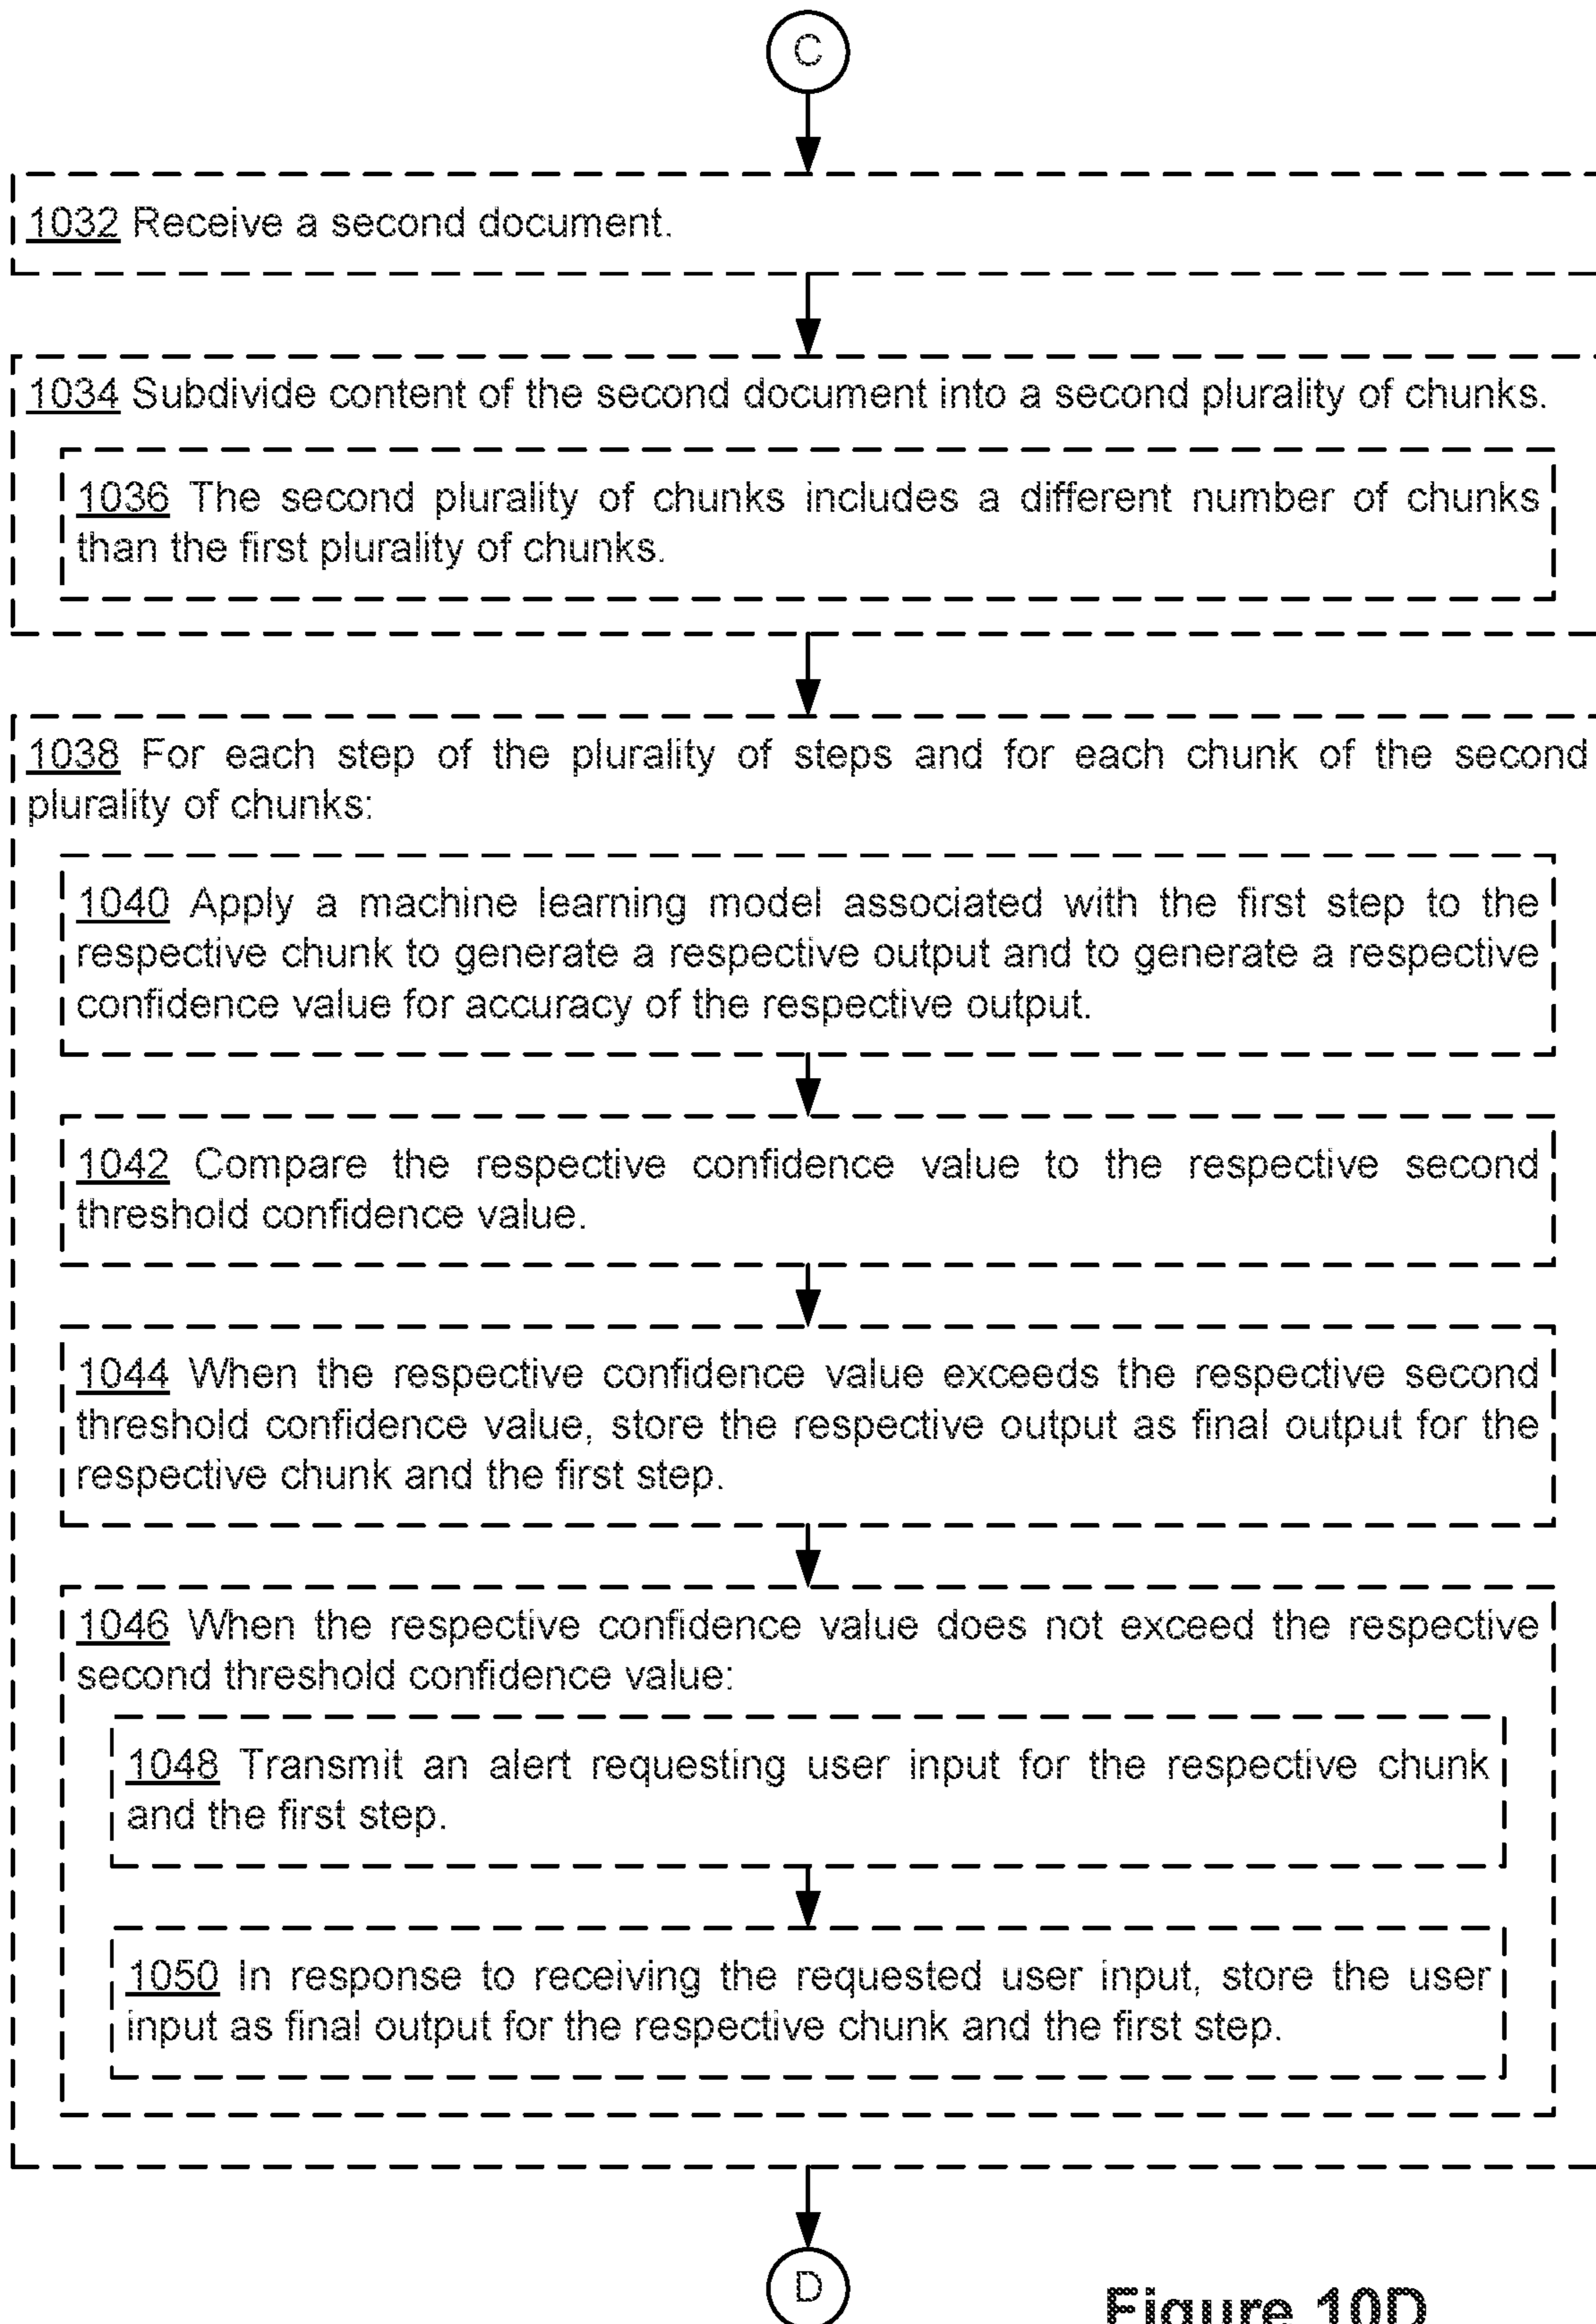 C
1032 Receive a second document.
1034 Subdivide content of the second document into a second plurality of chunks.
1036 The second plurality of chunks includes a different number of chunks
than the first plurality of chunks.
1038 For each step of the plurality of steps and for each chunk of the second
plurality of chunks:
1040 Apply a machine learning model associated with the first step to the
respective chunk to generate a respective output and to generate a respective
confidence value for accuracy of the respective output.
1042 Compare the respective confidence value to the respective second
threshold confidence value.
1044 When the respective confidence value exceeds the respective second
threshold confidence value, store the respective output as final output for the
respective chunk and the first step.
1046 When the respective confidence value does not exceed the respective
second threshold confidence value:
1048 Transmit an alert requesting user input for the respective chunk
and the first step.
1050 In response to receiving the requested user input, store the user
input as final output for the respective chunk and the first step.
D
Figure 10D